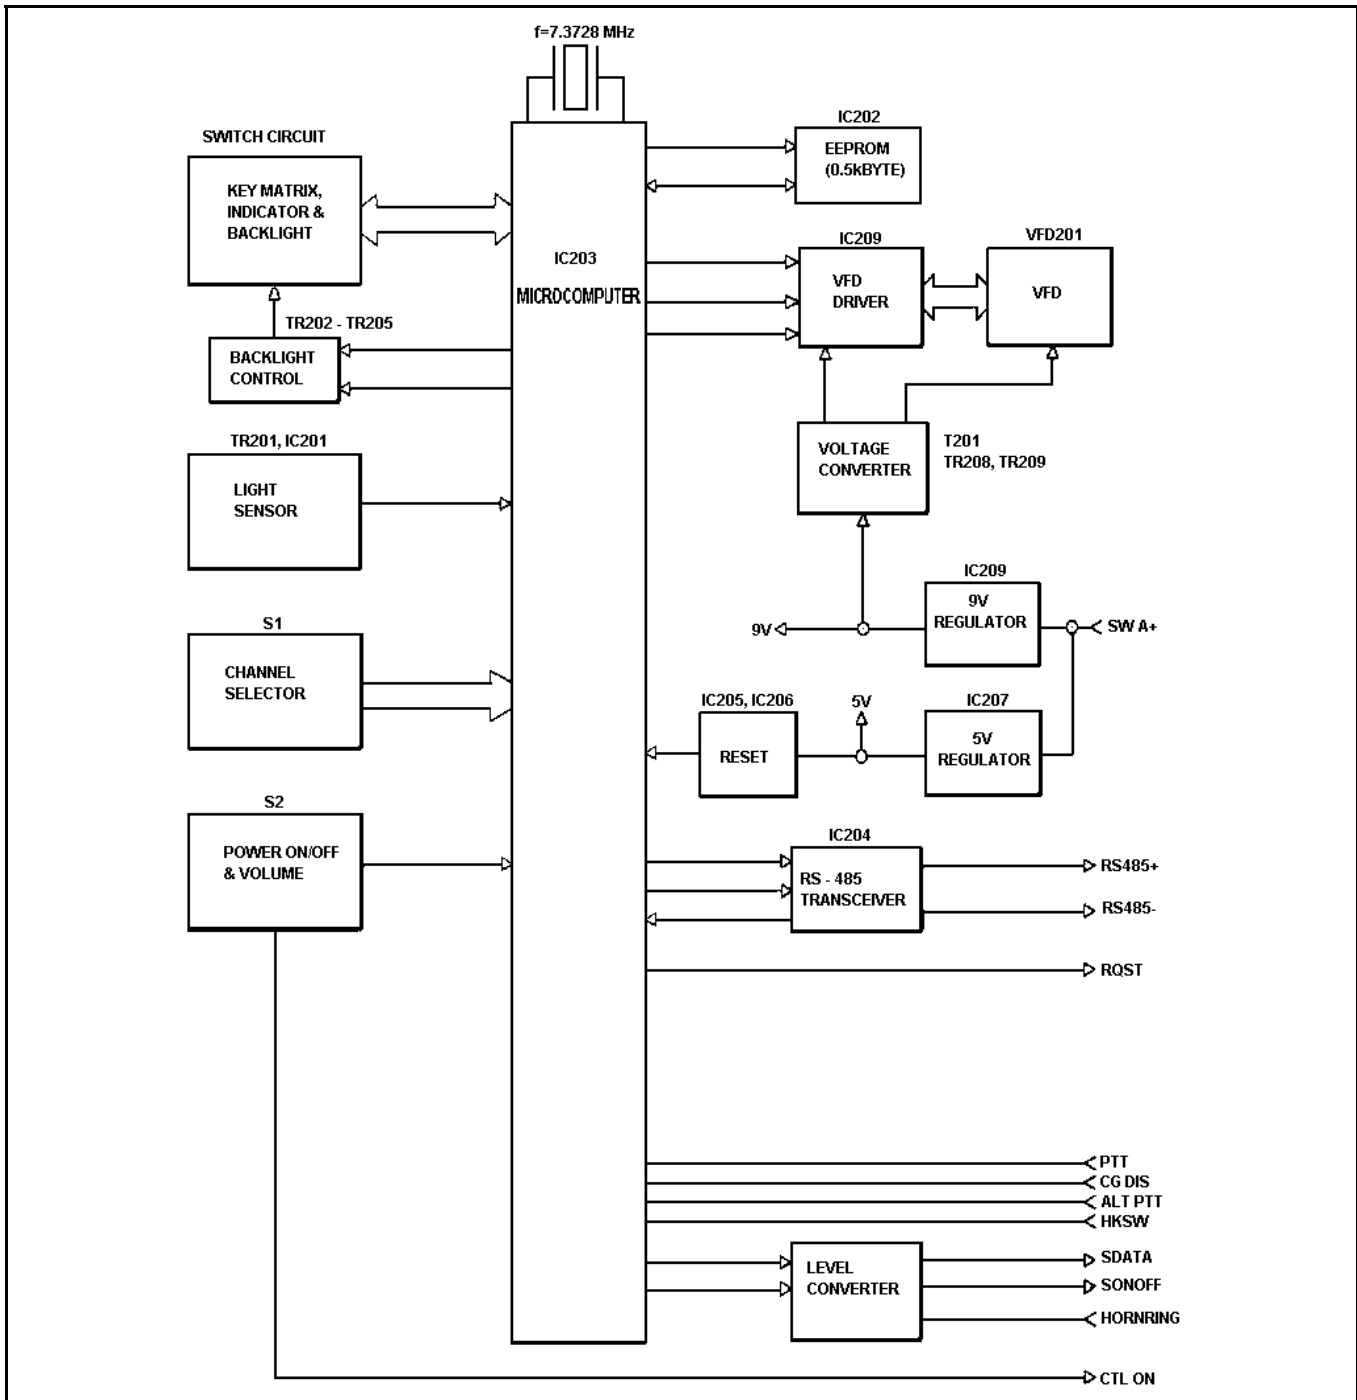 f=7.3728 MHz
SWITCH CIRCUIT
KEY MATRIX,
INDICATOR &
BACKLIGHT
TR202 - TR205
BACKLIGHT
CONTROL
TR201, IC201
LIGHT
SENSOR
S1
CHANNEL
SELECTOR
S2
POWER ON/OFF
& VOLUME
IC203
MICROCOMPUTER
IC202
EEPROM
(0.5kBYTE)
IC209
VFD
DRIVER
VFD201
VFD
VOLTAGE
CONVERTER
T201
TR208, TR209
IC209
9V
REGULATOR
9V
SW A+
IC205, IC206
RESET
5V
IC207
5V
REGULATOR
IC204
RS - 485
TRANSCEIVER
RS485+
RS485-
RQST
PTT
CG DIS
ALT PTT
HKSW
LEVEL
CONVERTER
SDATA
SONOFF
HORNRING
CTL ON